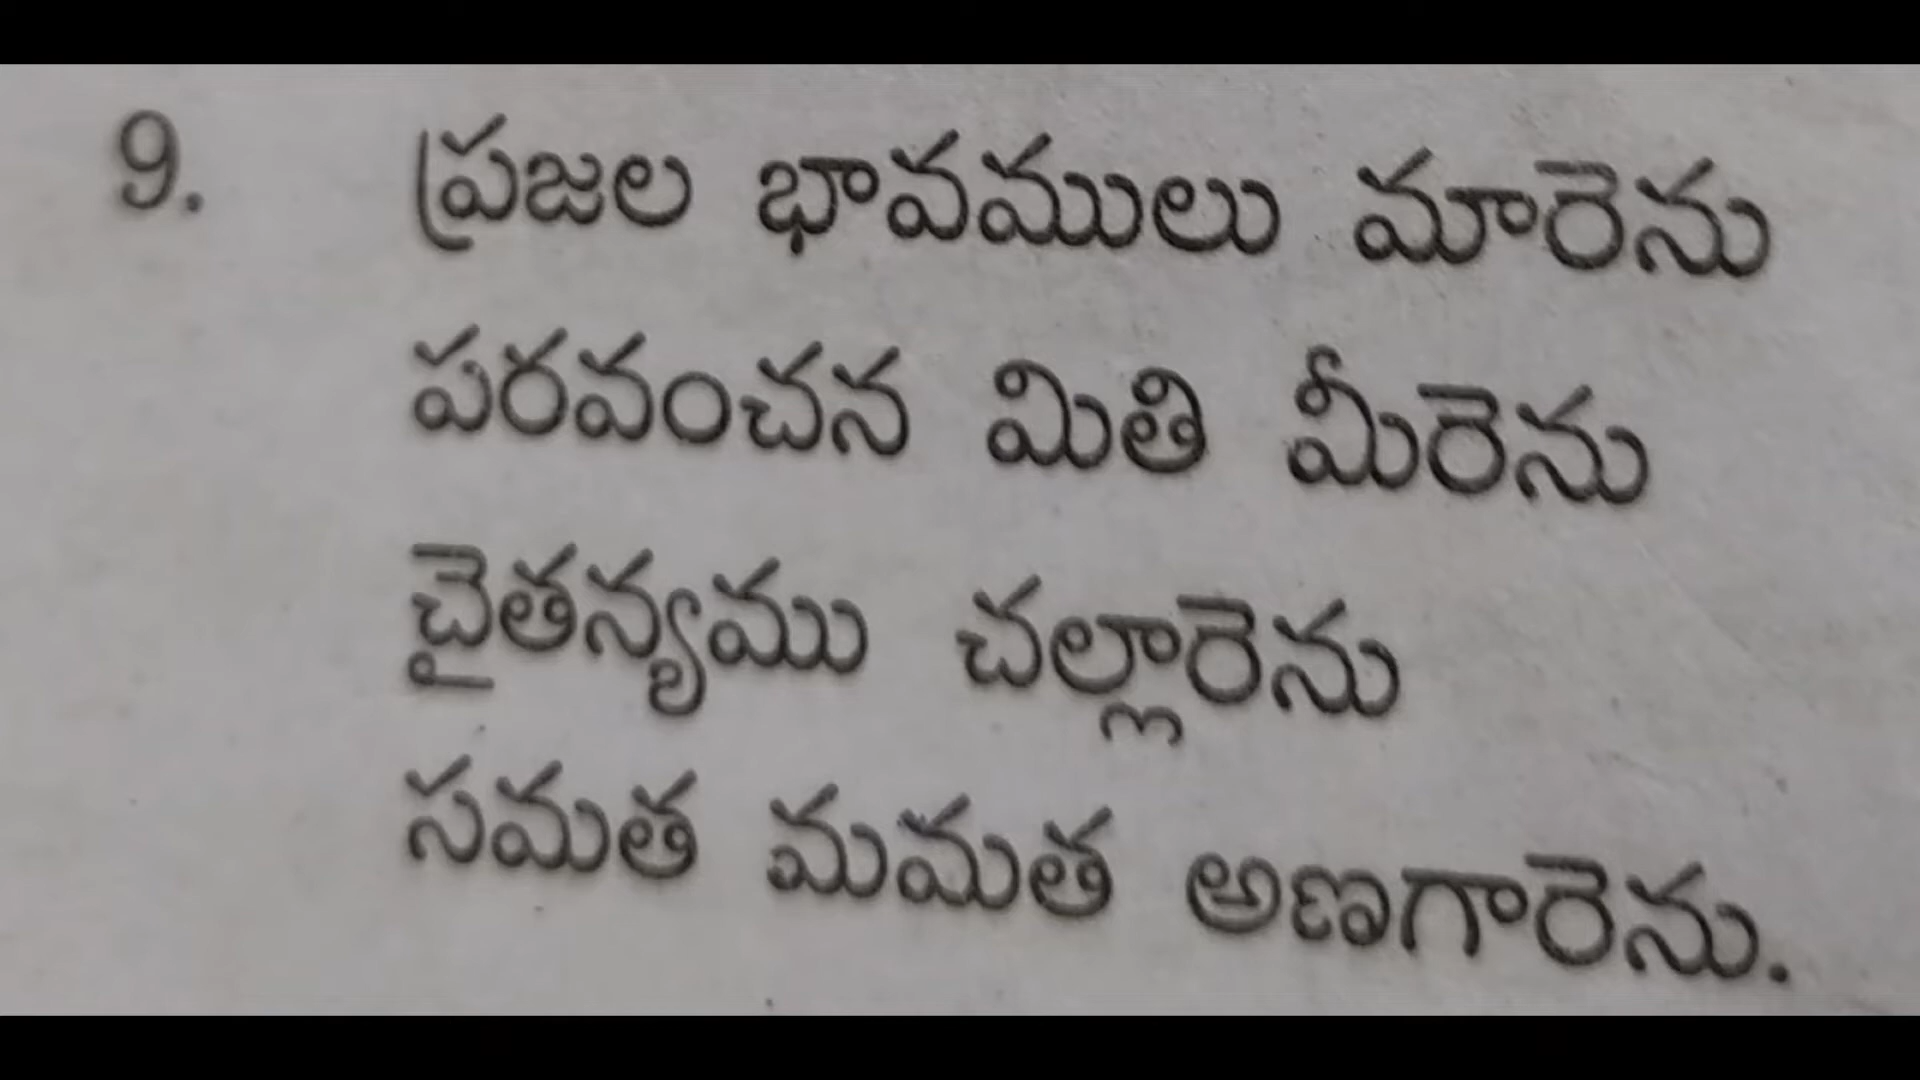 9. ప్రజల భావములు మారెను
పరవంచన మితి మీరెను
చైతన్యము చల్లారెను
సమత మమత అణగారెను.